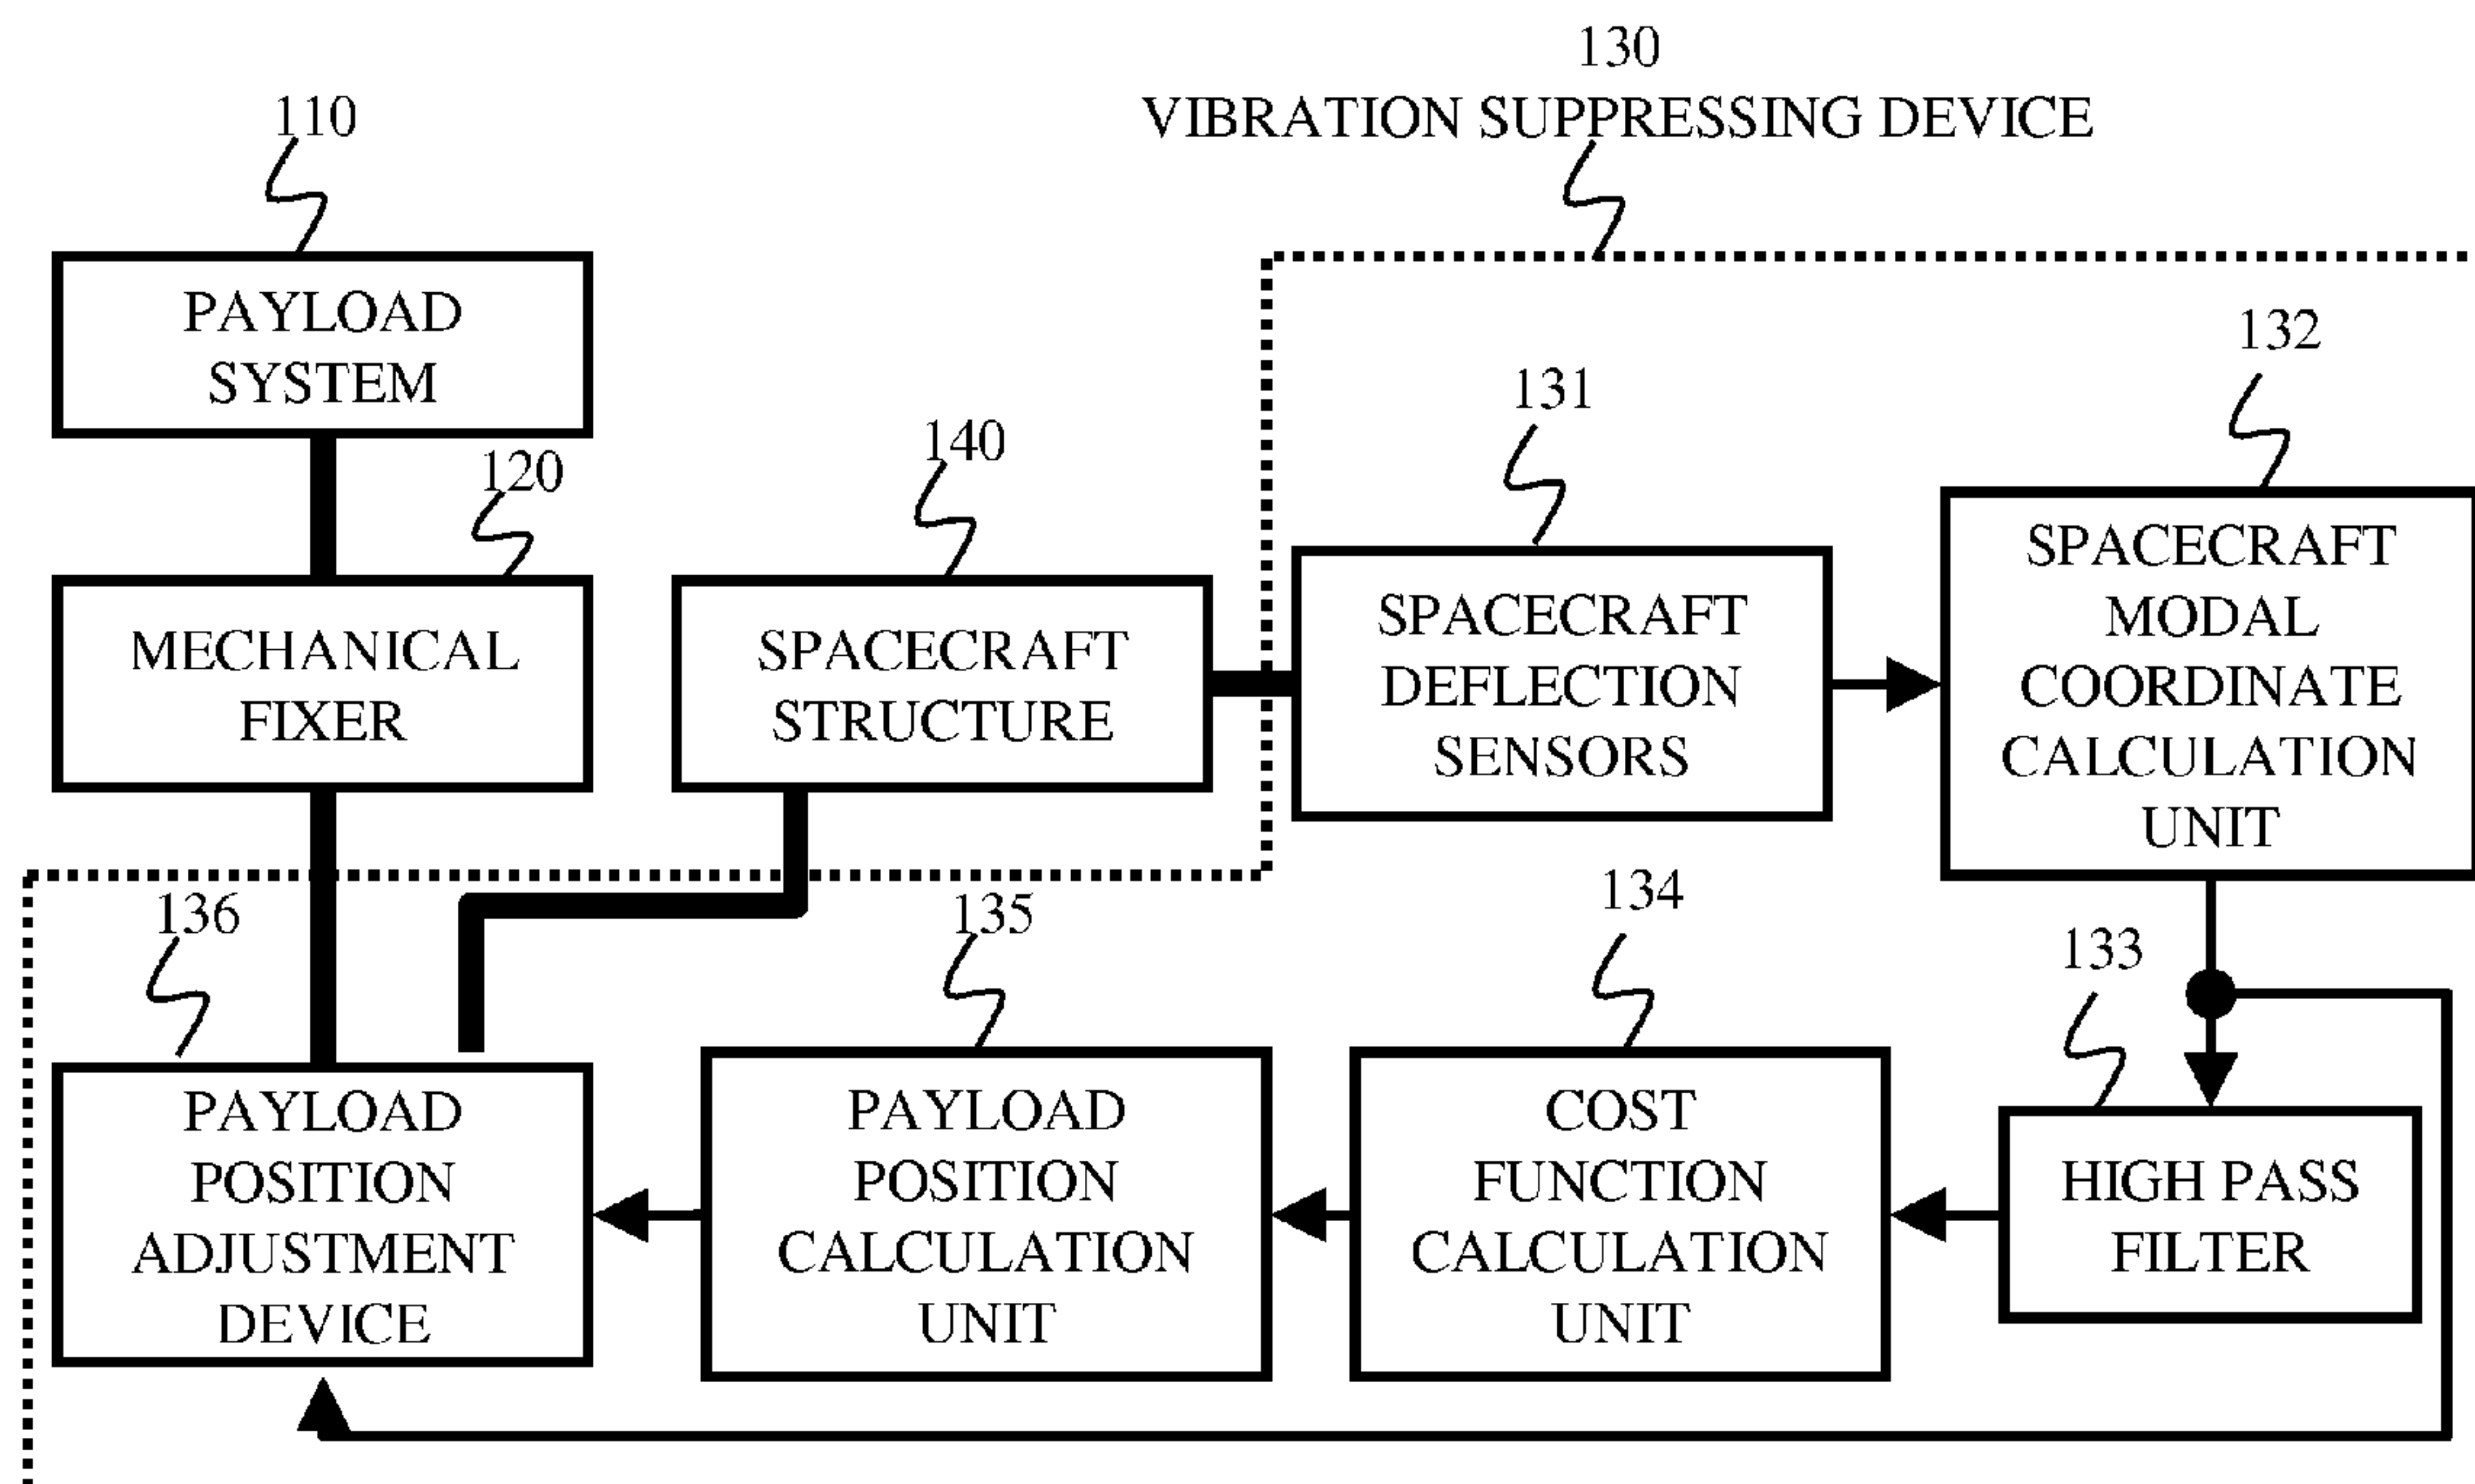 130
VIBRATION SUPPRESSING DEVICE
110
PAYLOAD
SYSTEM
120
MECHANICAL
FIXER
140
SPACECRAFT
STRUCTURE
131
SPACECRAFT
DEFLECTION
SENSORS
132
SPACECRAFT
MODAL
COORDINATE
CALCULATION
UNIT
136
PAYLOAD
POSITION
ADJUSTMENT
DEVICE
135
PAYLOAD
POSITION
CALCULATION
UNIT
134
COST
FUNCTION
CALCULATION
UNIT
133
HIGH PASS
FILTER